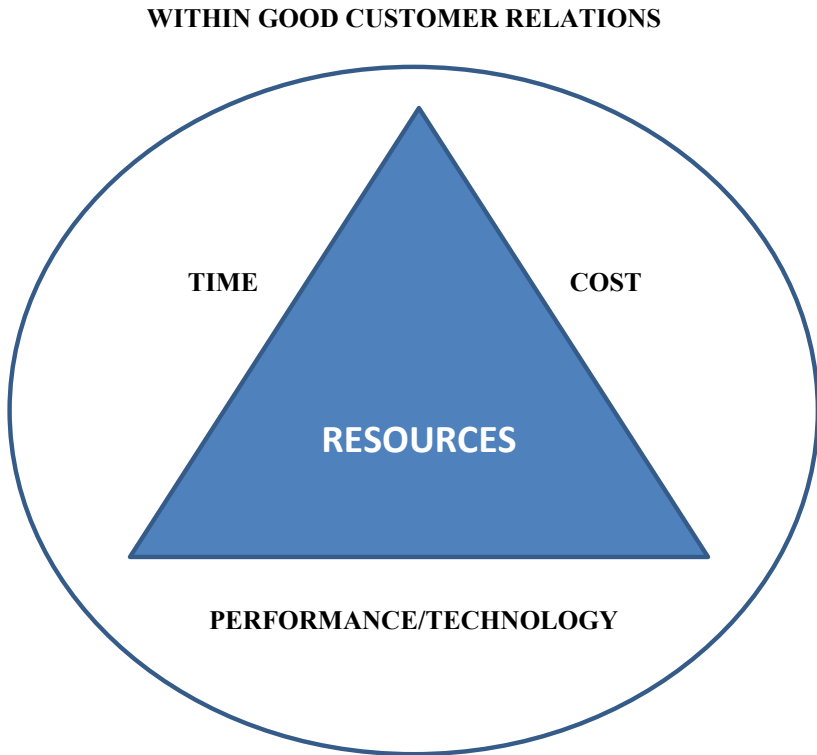 WITHIN GOOD CUSTOMER RELATIONS
TIME
COST
RESOURCES
PERFORMANCE/TECHNOLOGY